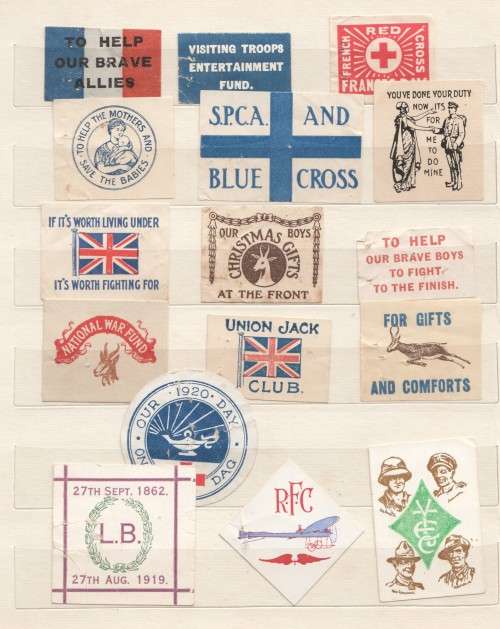 TO HELP
OUR BRAVE
ALLIES
VISITING TROOPS
ENTERTAINMENT
FUND.
FRENCH
RED
CROSS
FRAN
YOU'VE DONE YOUR DUTY
NOW ITS
FOR
ME
TO
DO
MINE
TO HELP THE MOTHERS AND
SAVE THE BABIES
S.P.C.A. AND
BLUE CROSS
IF IT'S WORTH LIVING UNDER
IT'S WORTH FIGHTING FOR
OUR BOYS
CHRISTMAS GIFTS
AT THE FRONT
TO HELP
OUR BRAVE BOYS
TO FIGHT
TO THE FINISH.
NATIONAL WAR FUND
UNION JACK
CLUB.
FOR GIFTS
AND COMFORTS
OUR 1920 DAY
ON
DAG
27TH SEPT. 1862.
L.B.
27TH AUG. 1919.
RFC